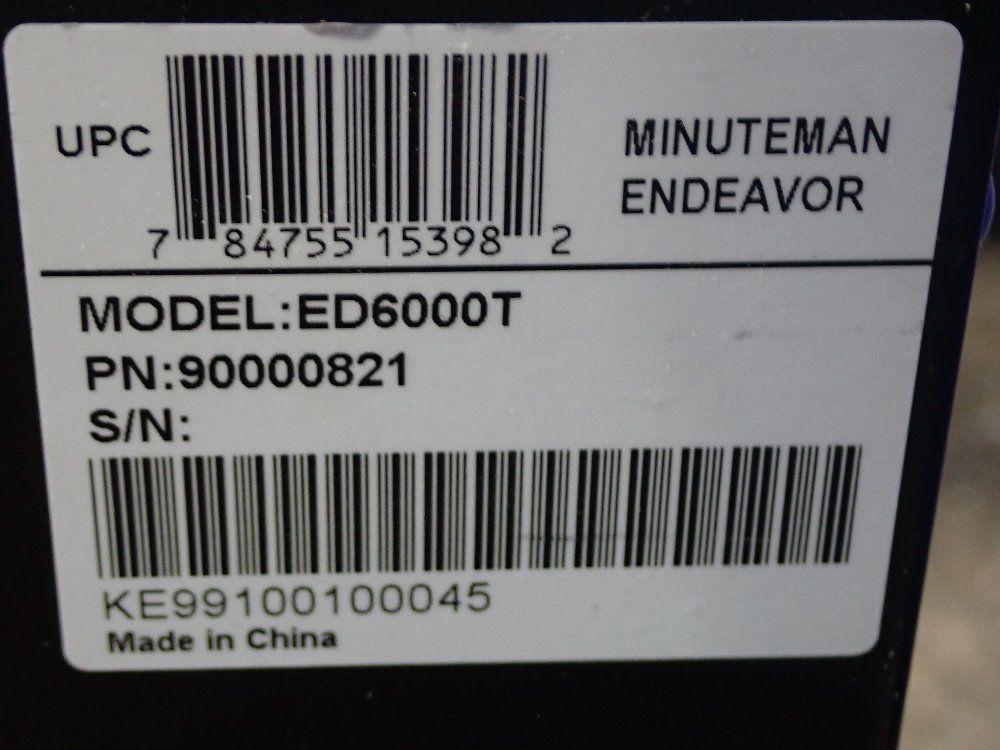 UPC
7 84755 15398 2
MINUTEMAN
ENDEAVOR
MODEL:ED6000T
PN:90000821
S/N:
KE99100100045
Made in China